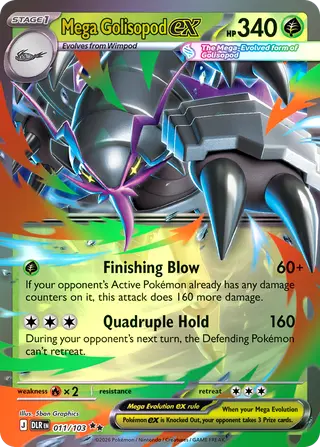 STAGE 1
Mega Golisopod ex
HP 340
Evolves from Wimpod
The Mega-Evolved form of
Golisopod
Finishing Blow 60+
If your opponent's Active Pokémon already has any damage
counters on it, this attack does 160 more damage.
Quadruple Hold 160
During your opponent's next turn, the Defending Pokémon
can't retreat.
weakness ×2 resistance retreat
Illus. 5ban Graphics
Mega Evolution ex rule
When your Mega Evolution
Pokémon ex is Knocked Out, your opponent takes 3 Prize cards.
J DLR EN 011/103
©2026 Pokémon / Nintendo / Creatures / GAME FREAK